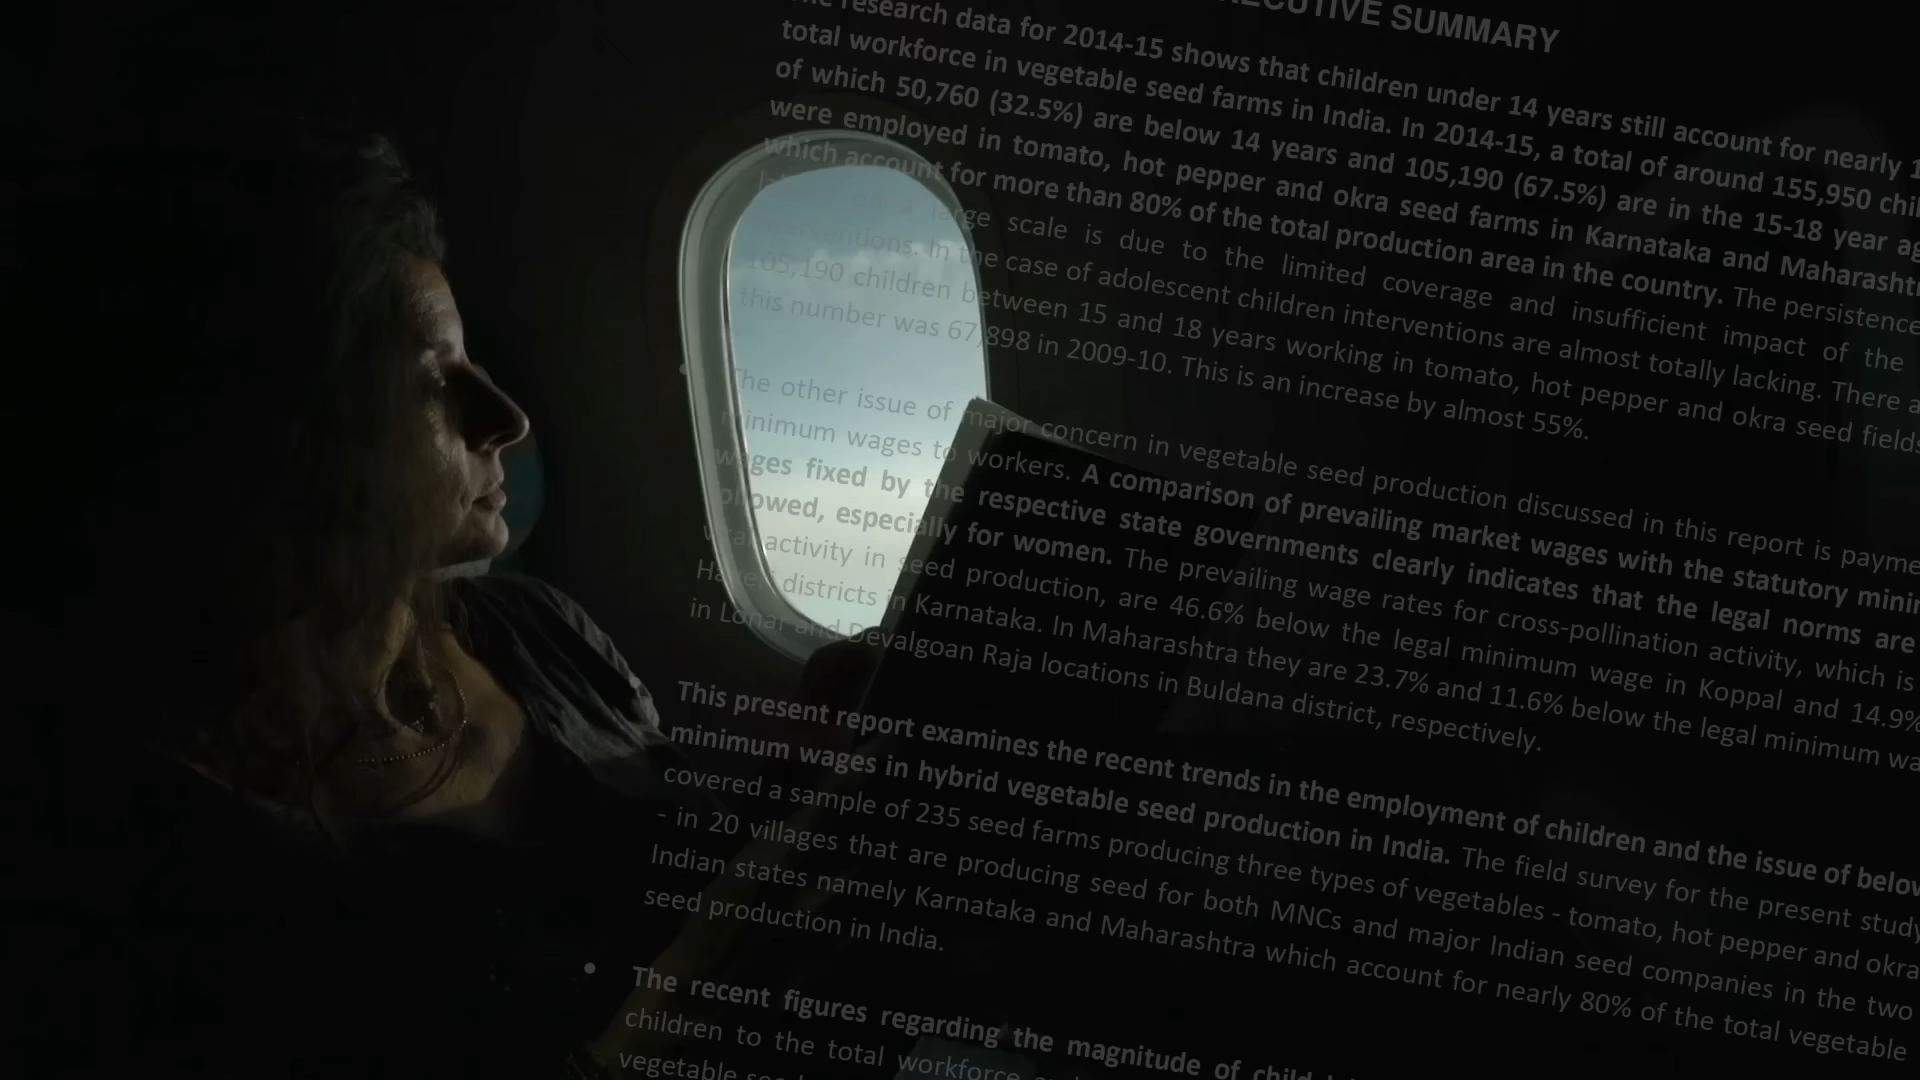 EXECUTIVE SUMMARY
research data for 2014-15 shows that children under 14 years still account for nearly
total workforce in vegetable seed farms in India. In 2014-15, a total of around 155,950
of which 50,760 (32.5%) are below 14 years and 105,190 (67.5%) are in the 15-18 year
were employed in tomato, hot pepper and okra seed farms in Karnataka and
which account for more than 80% of the total production area in the country. The persistence
large scale is due to the limited coverage and insufficient impact of the
interventions. In the case of adolescent children interventions are almost totally lacking. There
105,190 children between 15 and 18 years working in tomato, hot pepper and okra seed fields
this number was 67,898 in 2009-10. This is an increase by almost 55%.
The other issue of major concern in vegetable seed production discussed in this report is
minimum wages to workers. A comparison of prevailing market wages with the statutory
wages fixed by the respective state governments clearly indicates that the legal norms are
followed, especially for women. The prevailing wage rates for cross-pollination activity, which is
activity in seed production, are 46.6% below the legal minimum wage in Koppal and 14.9%
districts in Karnataka. In Maharashtra they are 23.7% and 11.6% below the legal minimum
in Lonar and Devalgoan Raja locations in Buldana district, respectively.
This present report examines the recent trends in the employment of children and the issue of
minimum wages in hybrid vegetable seed production in India. The field survey for the present study
covered a sample of 235 seed farms producing three types of vegetables - tomato, hot pepper and okra
- in 20 villages that are producing seed for both MNCs and major Indian seed companies in the two
Indian states namely Karnataka and Maharashtra which account for nearly 80% of the total vegetable
seed production in India.
• The recent figures regarding the magnitude of
children to the total workforce
vegetable